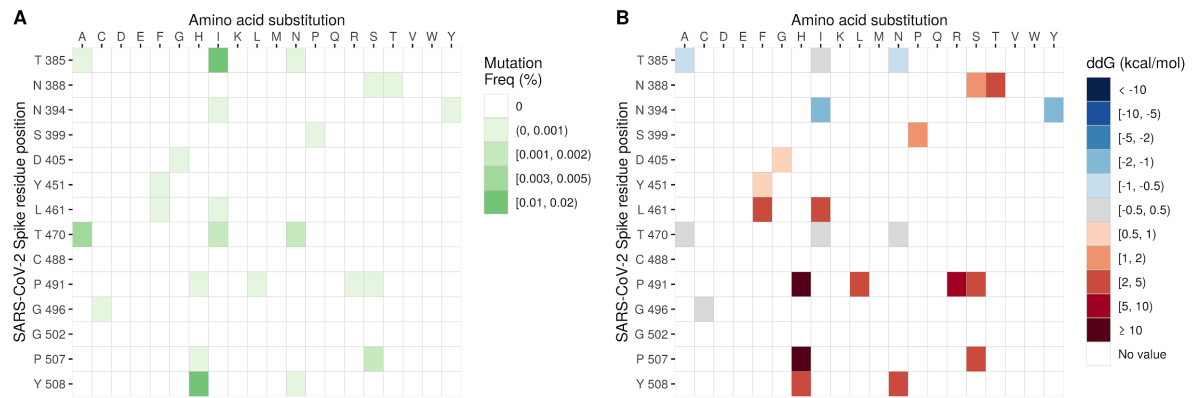 A
Amino acid substitution
A C D E F G H I K L M N P Q R S T V W Y
SARS-CoV-2 Spike residue position
T 385
N 388
N 394
S 399
D 405
Y 451
L 461
T 470
C 488
P 491
G 496
G 502
P 507
Y 508
Mutation
Freq (%)
0
(0, 0.001)
[0.001, 0.002)
[0.003, 0.005)
[0.01, 0.02)
B
Amino acid substitution
A C D E F G H I K L M N P Q R S T V W Y
SARS-CoV-2 Spike residue position
T 385
N 388
N 394
S 399
D 405
Y 451
L 461
T 470
C 488
P 491
G 496
G 502
P 507
Y 508
ddG (kcal/mol)
< -10
[-10, -5)
[-5, -2)
[-2, -1)
[-1, -0.5)
[-0.5, 0.5)
[0.5, 1)
[1, 2)
[2, 5)
[5, 10)
≥ 10
No value